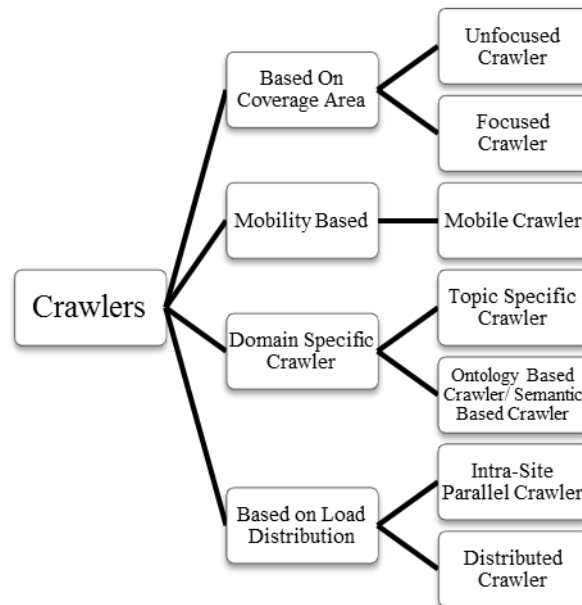 Crawlers
Based On
Coverage Area
Unfocused
Crawler
Focused
Crawler
Mobility Based
Mobile Crawler
Domain Specific
Crawler
Topic Specific
Crawler
Ontology Based
Crawler/ Semantic
Based Crawler
Based on Load
Distribution
Intra-Site
Parallel Crawler
Distributed
Crawler